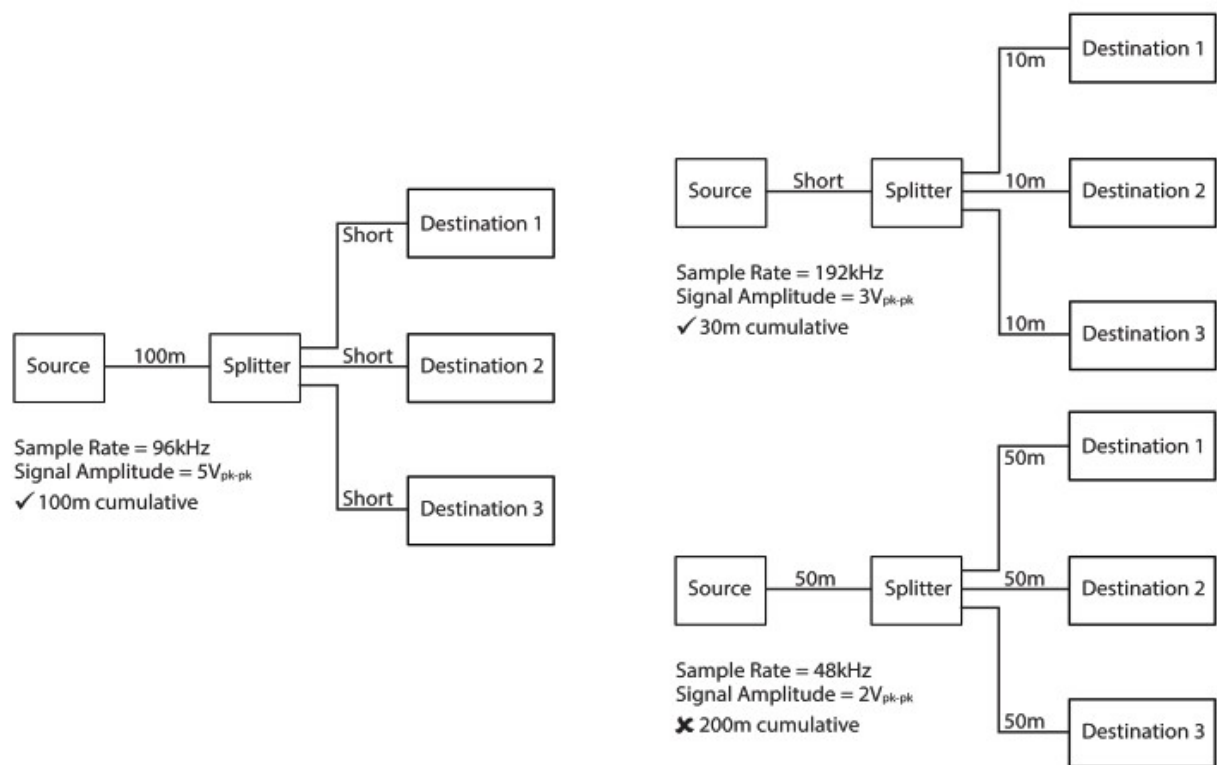 Destination 1
Short
Destination 2
Short
Destination 3
Short
Source
100m
Splitter
Sample Rate = 96kHz
Signal Amplitude = 5Vpk-pk
✓ 100m cumulative
Destination 1
10m
Destination 2
10m
Destination 3
10m
Source
Short
Splitter
Sample Rate = 192kHz
Signal Amplitude = 3Vpk-pk
✓ 30m cumulative
Destination 1
50m
Destination 2
50m
Destination 3
50m
Source
50m
Splitter
Sample Rate = 48kHz
Signal Amplitude = 2Vpk-pk
✘ 200m cumulative